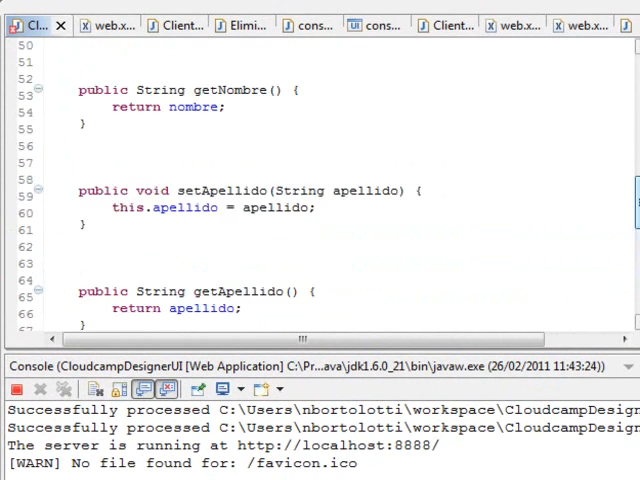 Cl... web.x... Client... Elimi... cons... cons... Client... web.x... web.x...
50
51
52
53 public String getNombre() {
54 return nombre;
55 }
56
57
58
59 public void setApellido(String apellido) {
60 this.apellido = apellido;
61 }
62
63
64
65 public String getApellido() {
66 return apellido;
67 }
Console (CloudcampDesignerUI [Web Application] C:\Pr...ava\jdk1.6.0_21\bin\javaw.exe (26/02/2011 11:43:24))
Successfully processed C:\Users\nbortolotti\workspace\CloudcampDesign
Successfully processed C:\Users\nbortolotti\workspace\CloudcampDesign
The server is running at http://localhost:8888/
[WARN] No file found for: /favicon.ico